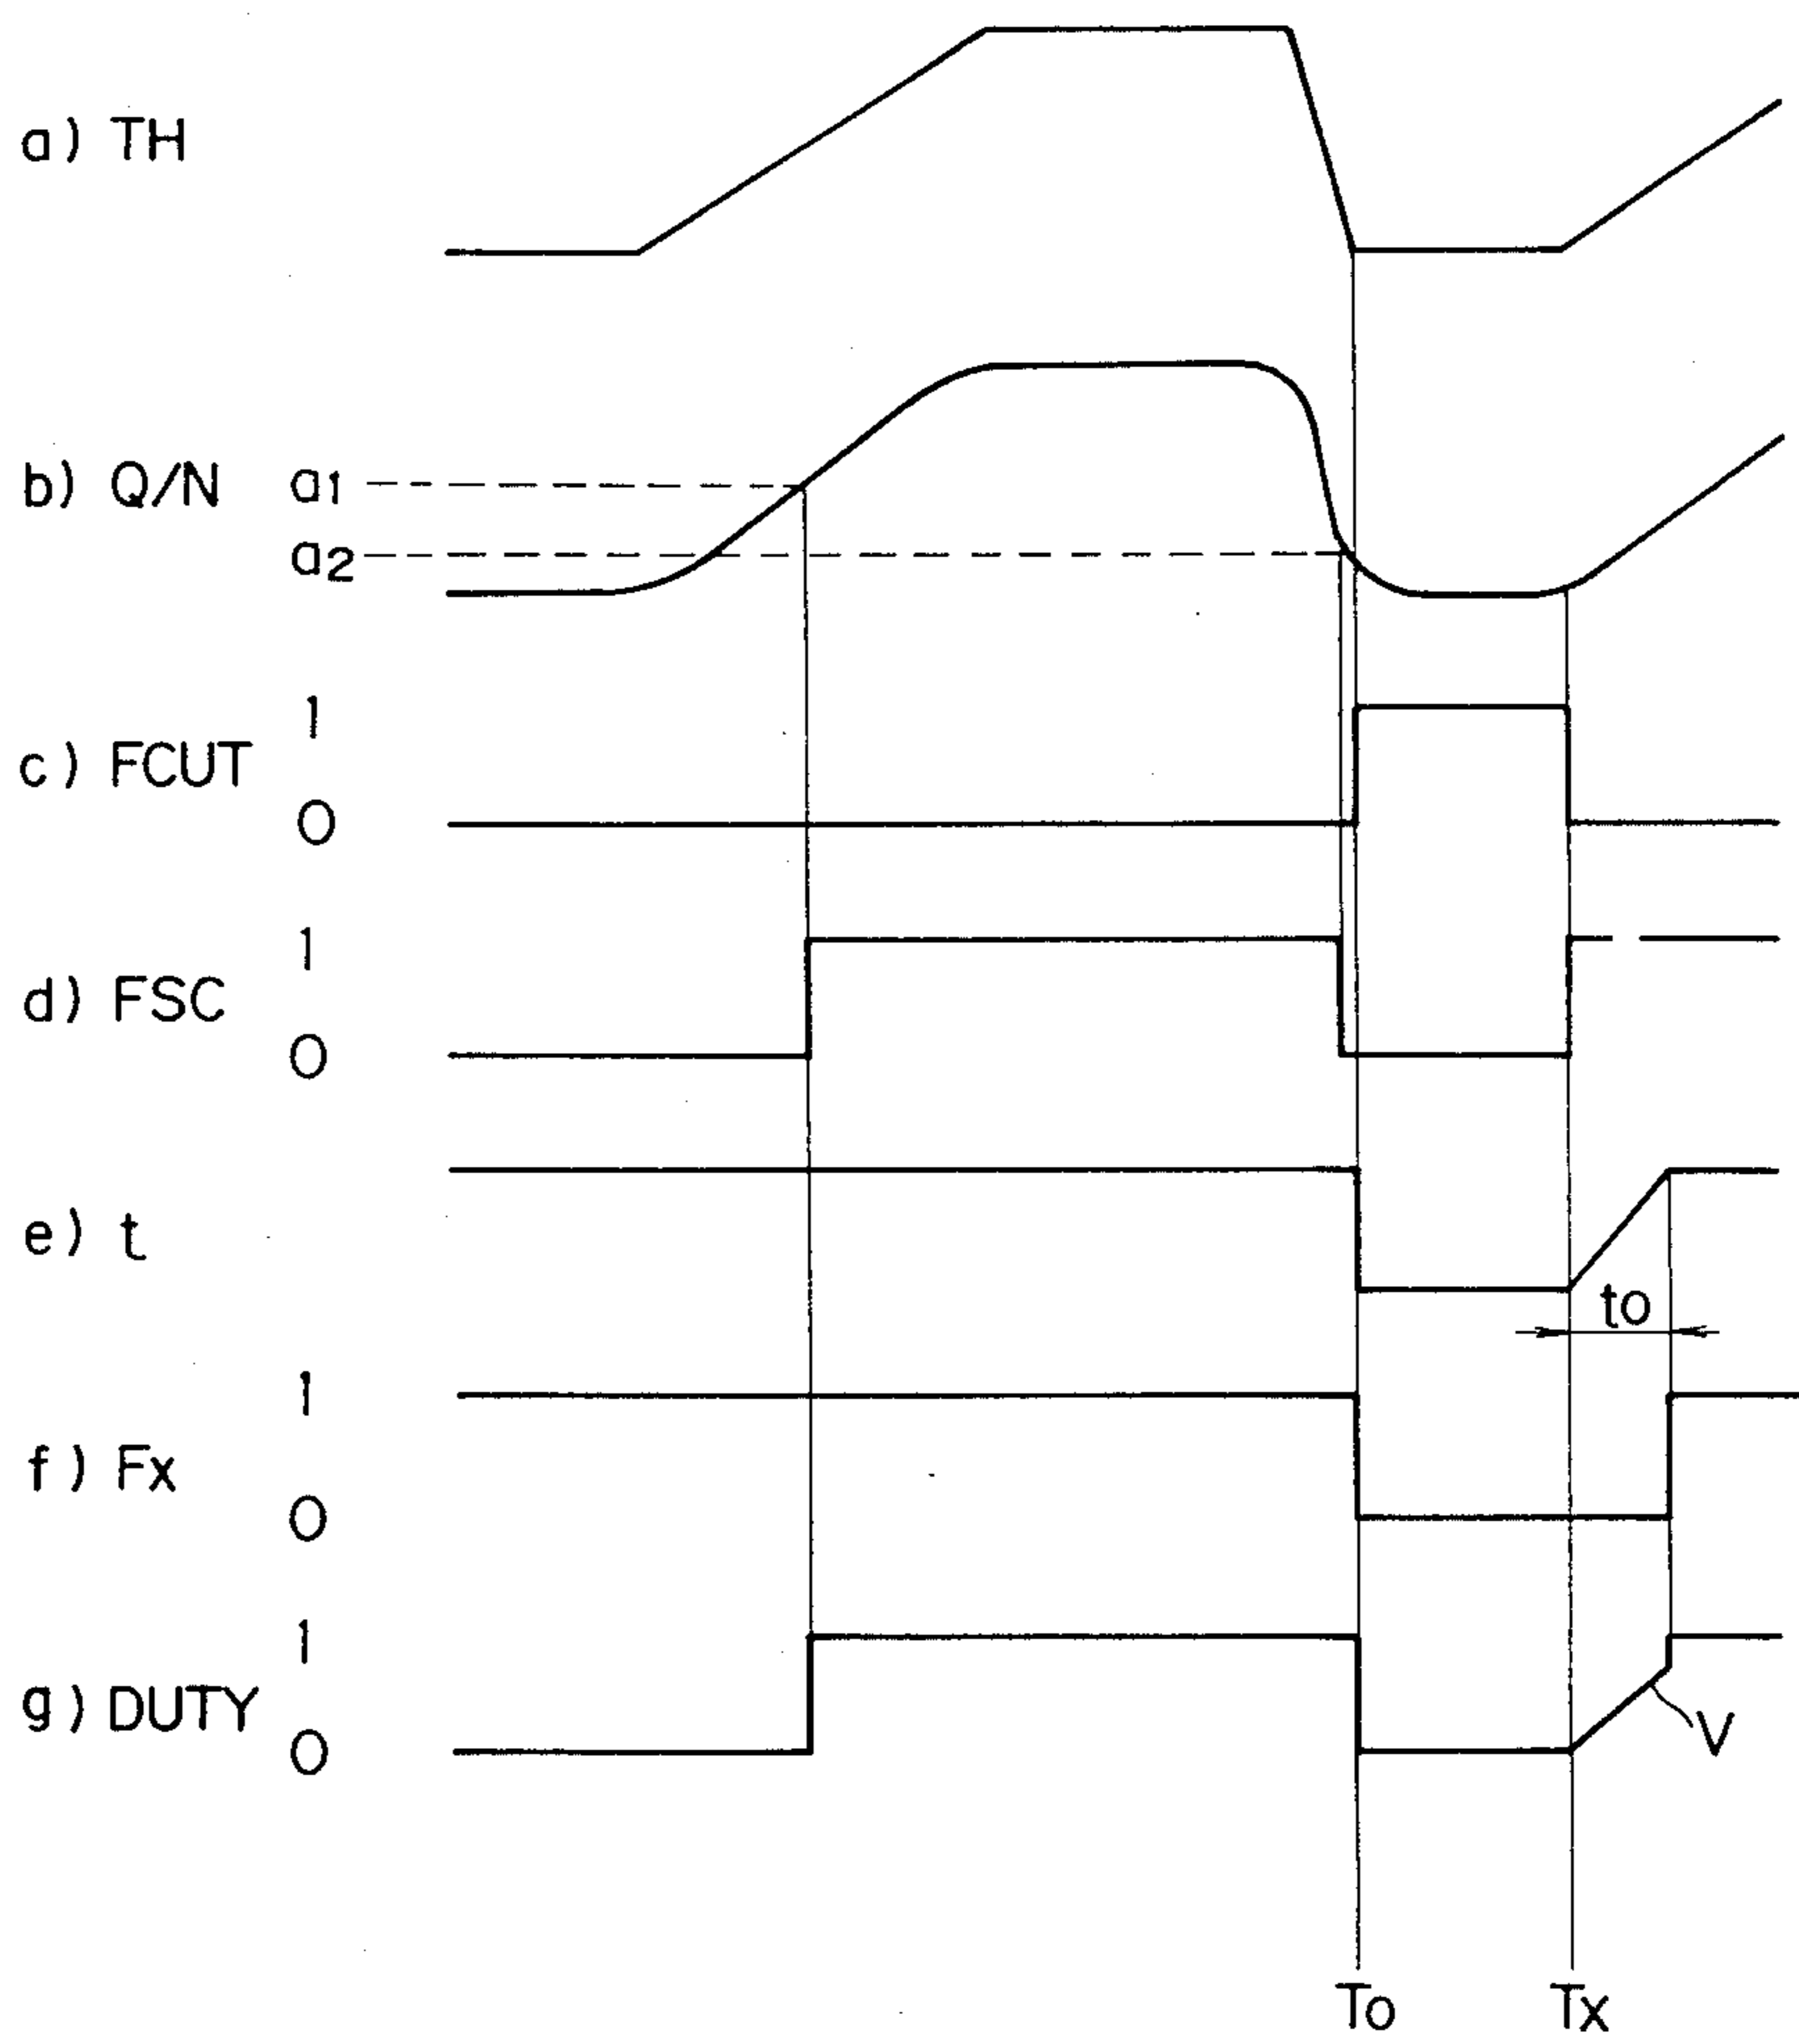 a) TH
b) Q/N a1
a2
1
c) FCUT
0
1
d) FSC
0
e) t
to
1
f) Fx
0
1
g) DUTY
0
V
To Tx